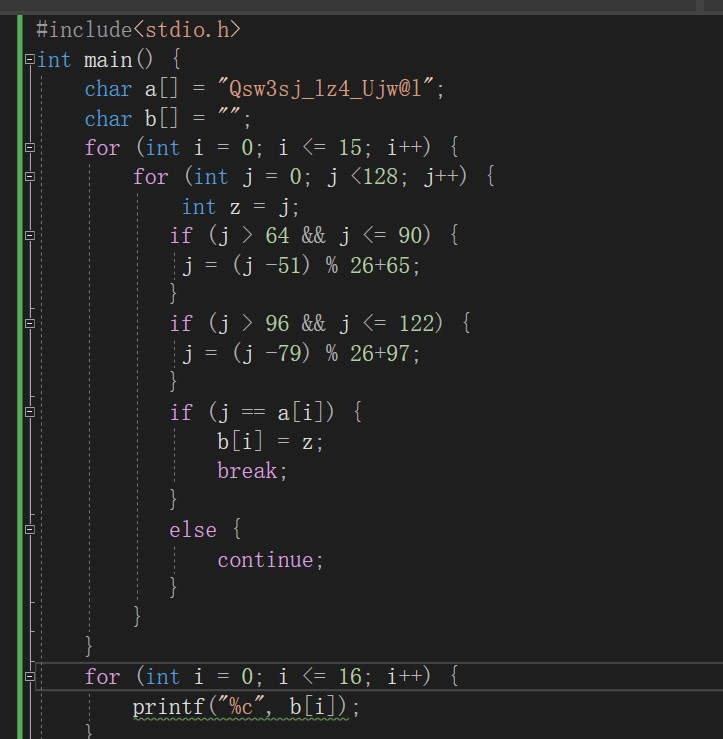 #include<stdio.h>
int main() {
char a[] = "Qsw3sj_lz4_Ujw@l";
char b[] = "";
for (int i = 0; i <= 15; i++) {
for (int j = 0; j <128; j++) {
int z = j;
if (j > 64 && j <= 90) {
j = (j -51) % 26+65;
}
if (j > 96 && j <= 122) {
j = (j -79) % 26+97;
}
if (j == a[i]) {
b[i] = z;
break;
}
else {
continue;
}
}
}
for (int i = 0; i <= 16; i++) {
printf("%c", b[i]);
}